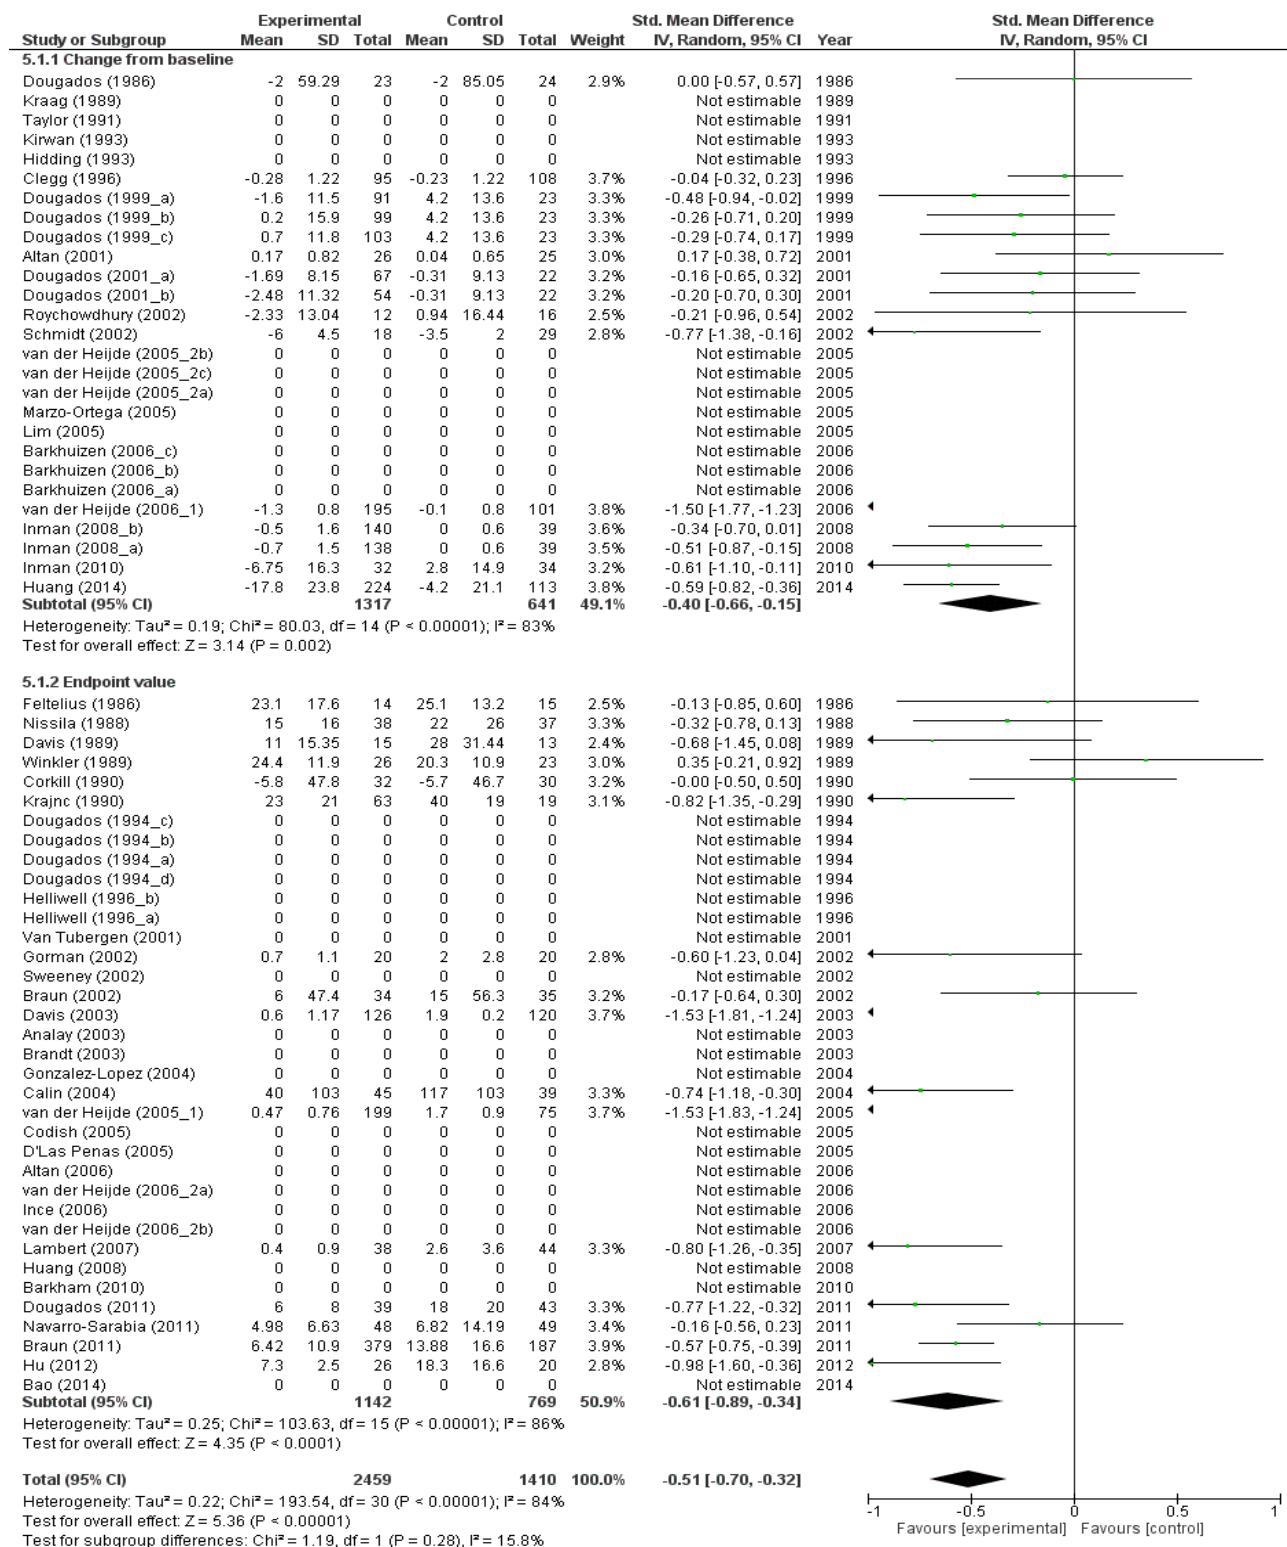 Experimental Control Std. Mean Difference Std. Mean Difference
Study or Subgroup Mean SD Total Mean SD Total Weight IV, Random, 95% CI Year IV, Random, 95% CI
5.1.1 Change from baseline
Dougados (1986) -2 59.29 23 -2 85.05 24 2.9% 0.00 [-0.57, 0.57] 1986
Kraag (1989) 0 0 0 0 0 0 Not estimable 1989
Taylor (1991) 0 0 0 0 0 0 Not estimable 1991
Kirwan (1993) 0 0 0 0 0 0 Not estimable 1993
Hidding (1993) 0 0 0 0 0 0 Not estimable 1993
Clegg (1996) -0.28 1.22 95 -0.23 1.22 108 3.7% -0.04 [-0.32, 0.23] 1996
Dougados (1999_a) -1.6 11.5 91 4.2 13.6 23 3.3% -0.48 [-0.94, -0.02] 1999
Dougados (1999_b) 0.2 15.9 99 4.2 13.6 23 3.3% -0.26 [-0.71, 0.20] 1999
Dougados (1999_c) 0.7 11.8 103 4.2 13.6 23 3.3% -0.29 [-0.74, 0.17] 1999
Altan (2001) 0.17 0.82 26 0.04 0.65 25 3.0% 0.17 [-0.38, 0.72] 2001
Dougados (2001_a) -1.69 8.15 67 -0.31 9.13 22 3.2% -0.16 [-0.65, 0.32] 2001
Dougados (2001_b) -2.48 11.32 54 -0.31 9.13 22 3.2% -0.20 [-0.70, 0.30] 2001
Roychowdhury (2002) -2.33 13.04 12 0.94 16.44 16 2.5% -0.21 [-0.96, 0.54] 2002
Schmidt (2002) -6 4.5 18 -3.5 2 29 2.8% -0.77 [-1.38, -0.16] 2002
van der Heijde (2005_2b) 0 0 0 0 0 0 Not estimable 2005
van der Heijde (2005_2c) 0 0 0 0 0 0 Not estimable 2005
van der Heijde (2005_2a) 0 0 0 0 0 0 Not estimable 2005
Marzo-Ortega (2005) 0 0 0 0 0 0 Not estimable 2005
Lim (2005) 0 0 0 0 0 0 Not estimable 2005
Barkhuizen (2006_c) 0 0 0 0 0 0 Not estimable 2006
Barkhuizen (2006_b) 0 0 0 0 0 0 Not estimable 2006
Barkhuizen (2006_a) 0 0 0 0 0 0 Not estimable 2006
van der Heijde (2006_1) -1.3 0.8 195 -0.1 0.8 101 3.8% -1.50 [-1.77, -1.23] 2006
Inman (2008_b) -0.5 1.6 140 0 0.6 39 3.6% -0.34 [-0.70, 0.01] 2008
Inman (2008_a) -0.7 1.5 138 0 0.6 39 3.5% -0.51 [-0.87, -0.15] 2008
Inman (2010) -6.75 16.3 32 2.8 14.9 34 3.2% -0.61 [-1.10, -0.11] 2010
Huang (2014) -17.8 23.8 224 -4.2 21.1 113 3.8% -0.59 [-0.82, -0.36] 2014
Subtotal (95% CI) 1317 641 49.1% -0.40 [-0.66, -0.15]
Heterogeneity: Tau² = 0.19; Chi² = 80.03, df = 14 (P < 0.00001); I² = 83%
Test for overall effect: Z = 3.14 (P = 0.002)
5.1.2 Endpoint value
Feltelius (1986) 23.1 17.6 14 25.1 13.2 15 2.5% -0.13 [-0.85, 0.60] 1986
Nissila (1988) 15 16 38 22 26 37 3.3% -0.32 [-0.78, 0.13] 1988
Davis (1989) 11 15.35 15 28 31.44 13 2.4% -0.68 [-1.45, 0.08] 1989
Winkler (1989) 24.4 11.9 26 20.3 10.9 23 3.0% 0.35 [-0.21, 0.92] 1989
Corkill (1990) -5.8 47.8 32 -5.7 46.7 30 3.2% -0.00 [-0.50, 0.50] 1990
Krajnc (1990) 23 21 63 40 19 19 3.1% -0.82 [-1.35, -0.29] 1990
Dougados (1994_c) 0 0 0 0 0 0 Not estimable 1994
Dougados (1994_b) 0 0 0 0 0 0 Not estimable 1994
Dougados (1994_a) 0 0 0 0 0 0 Not estimable 1994
Dougados (1994_d) 0 0 0 0 0 0 Not estimable 1994
Helliwell (1996_b) 0 0 0 0 0 0 Not estimable 1996
Helliwell (1996_a) 0 0 0 0 0 0 Not estimable 1996
Van Tubergen (2001) 0 0 0 0 0 0 Not estimable 2001
Gorman (2002) 0.7 1.1 20 2 2.8 20 2.8% -0.60 [-1.23, 0.04] 2002
Sweeney (2002) 0 0 0 0 0 0 Not estimable 2002
Braun (2002) 6 47.4 34 15 56.3 35 3.2% -0.17 [-0.64, 0.30] 2002
Davis (2003) 0.6 1.17 126 1.9 0.2 120 3.7% -1.53 [-1.81, -1.24] 2003
Analay (2003) 0 0 0 0 0 0 Not estimable 2003
Brandt (2003) 0 0 0 0 0 0 Not estimable 2003
Gonzalez-Lopez (2004) 0 0 0 0 0 0 Not estimable 2004
Calin (2004) 40 103 45 117 103 39 3.3% -0.74 [-1.18, -0.30] 2004
van der Heijde (2005_1) 0.47 0.76 199 1.7 0.9 75 3.7% -1.53 [-1.83, -1.24] 2005
Codish (2005) 0 0 0 0 0 0 Not estimable 2005
D'Las Penas (2005) 0 0 0 0 0 0 Not estimable 2005
Altan (2006) 0 0 0 0 0 0 Not estimable 2006
van der Heijde (2006_2a) 0 0 0 0 0 0 Not estimable 2006
Ince (2006) 0 0 0 0 0 0 Not estimable 2006
van der Heijde (2006_2b) 0 0 0 0 0 0 Not estimable 2006
Lambert (2007) 0.4 0.9 38 2.6 3.6 44 3.3% -0.80 [-1.26, -0.35] 2007
Huang (2008) 0 0 0 0 0 0 Not estimable 2008
Barkham (2010) 0 0 0 0 0 0 Not estimable 2010
Dougados (2011) 6 8 39 18 20 43 3.3% -0.77 [-1.22, -0.32] 2011
Navarro-Sarabia (2011) 4.98 6.63 48 6.82 14.19 49 3.4% -0.16 [-0.56, 0.23] 2011
Braun (2011) 6.42 10.9 379 13.88 16.6 187 3.9% -0.57 [-0.75, -0.39] 2011
Hu (2012) 7.3 2.5 26 18.3 16.6 20 2.8% -0.98 [-1.60, -0.36] 2012
Bao (2014) 0 0 0 0 0 0 Not estimable 2014
Subtotal (95% CI) 1142 769 50.9% -0.61 [-0.89, -0.34]
Heterogeneity: Tau² = 0.25; Chi² = 103.63, df = 15 (P < 0.00001); I² = 86%
Test for overall effect: Z = 4.35 (P < 0.0001)
Total (95% CI) 2459 1410 100.0% -0.51 [-0.70, -0.32]
Heterogeneity: Tau² = 0.22; Chi² = 193.54, df = 30 (P < 0.00001); I² = 84%
Test for overall effect: Z = 5.36 (P < 0.00001)
Test for subgroup differences: Chi² = 1.19, df = 1 (P = 0.28), I² = 15.8%
-1 -0.5 0 0.5 1
Favours [experimental] Favours [control]